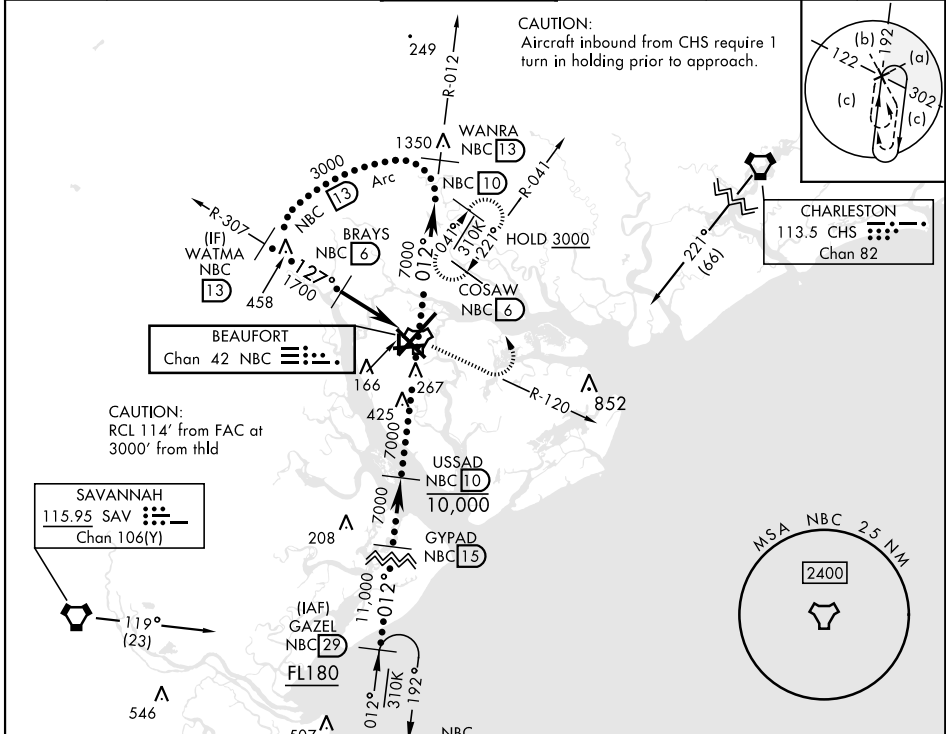 CAUTION:
Aircraft inbound from CHS require 1
turn in holding prior to approach.
249
R-012
(b)
192
122
(a)
302
(c)
(c)
1350
WANRA
NBC 13
3000
Arc
NBC 13
NBC 10
R-041
R-307
(IF)
WATMA
NBC
13
BRAYS
NBC 6
127°
1700
458
7000
012°
041°
310K
221°
HOLD 3000
COSAW
NBC 6
221°
(66)
CHARLESTON
113.5 CHS
Chan 82
BEAUFORT
Chan 42 NBC
166
267
425
R-120
852
CAUTION:
RCL 114' from FAC at
3000' from thld
7000
USSAD
NBC 10
10,000
SAVANNAH
115.95 SAV
Chan 106(Y)
208
7000
GYPAD
NBC 15
MSA NBC 25 NM
2400
119°
(23)
11,000
012°
(IAF)
GAZEL
NBC 29
FL180
012°
310K
192°
546
507
NBC